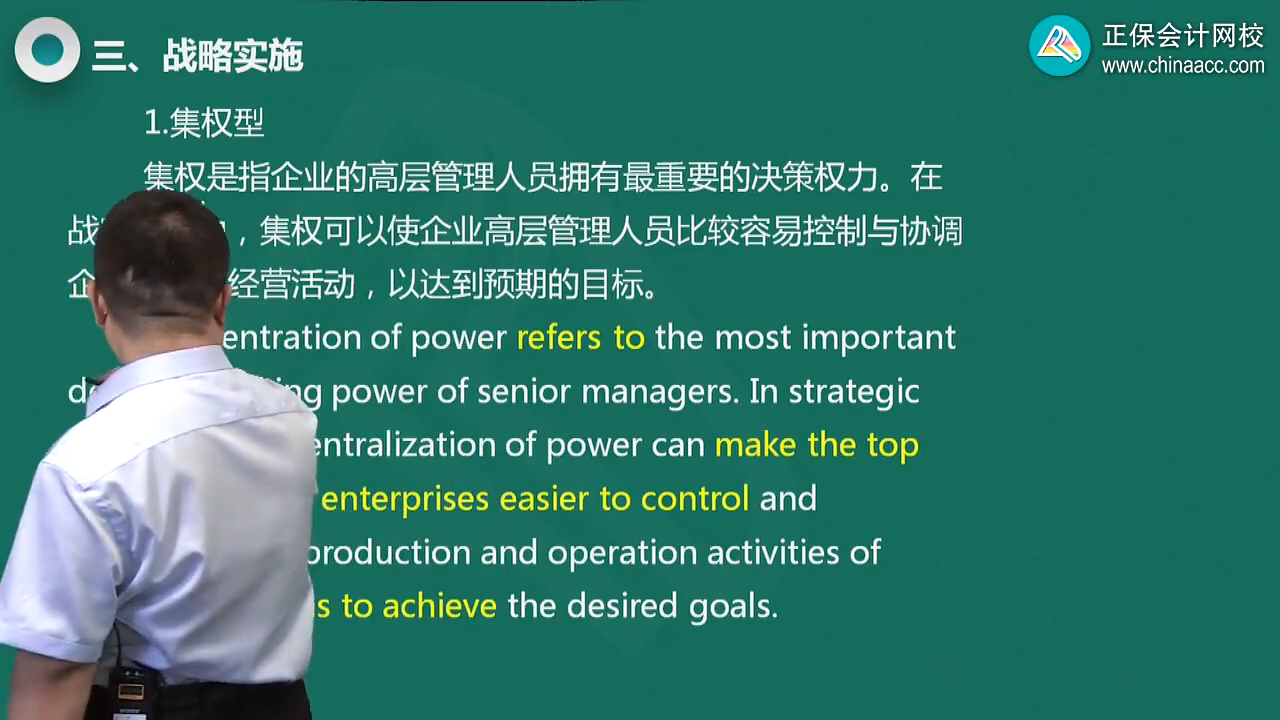 三、战略实施
正保会计网校
www.chinaacc.com
1.集权型
集权是指企业的高层管理人员拥有最重要的决策权力。在
战，集权可以使企业高层管理人员比较容易控制与协调
企经营活动，以达到预期的目标。
of power refers to the most important
power of senior managers. In strategic
of power can make the top
enterprises easier to control and
production and operation activities of
to achieve the desired goals.